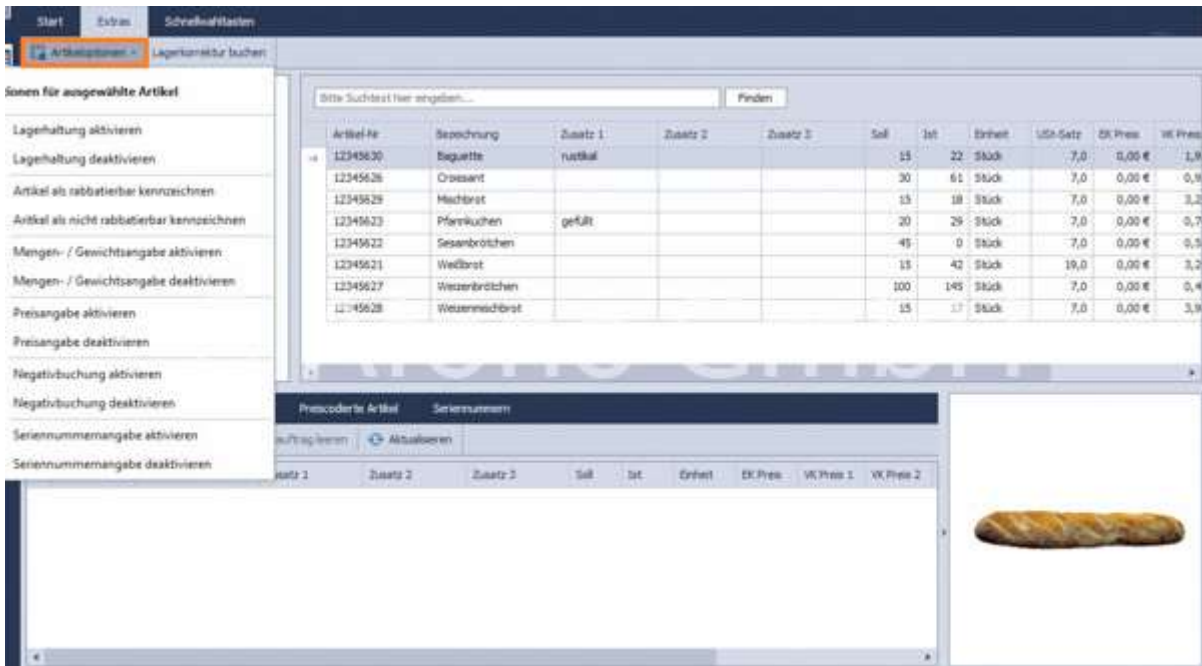 Start Extras Schnellwahltasten
Artikeloptionen Lagerkorrektur buchen
ionen für ausgewählte Artikel
Lagerhaltung aktivieren
Lagerhaltung deaktivieren
Artikel als rabbatierbar kennzeichnen
Artikel als nicht rabbatierbar kennzeichnen
Mengen- / Gewichtsangabe aktivieren
Mengen- / Gewichtsangabe deaktivieren
Preisangabe aktivieren
Preisangabe deaktivieren
Negativbuchung aktivieren
Negativbuchung deaktivieren
Seriennummernangabe aktivieren
Seriennummernangabe deaktivieren
Bitte Suchtext hier eingeben... Finden
Artikel-Nr Bezeichnung Zusatz 1 Zusatz 2 Zusatz 3 Soll Ist Einheit USt-Satz EK Preis VK Preis
12345630 Baguette rustikal 15 22 Stück 7,0 0,00 € 1,9
12345626 Croissant 30 61 Stück 7,0 0,00 € 0,9
12345629 Mischbrot 15 18 Stück 7,0 0,00 € 3,2
12345623 Pfannkuchen gefüllt 20 29 Stück 7,0 0,00 € 0,7
12345622 Sesambrötchen 45 0 Stück 7,0 0,00 € 0,5
12345621 Weißbrot 15 42 Stück 19,0 0,00 € 3,2
12345627 Weizenbrötchen 100 145 Stück 7,0 0,00 € 0,4
12345628 Weizenmischbrot 15 17 Stück 7,0 0,00 € 3,9
GmbH
Preiscodierte Artikel Seriennummern
auftrag leeren Aktualisieren
usatz 1 Zusatz 2 Zusatz 3 Soll Ist Einheit EK Preis VK Preis 1 VK Preis 2